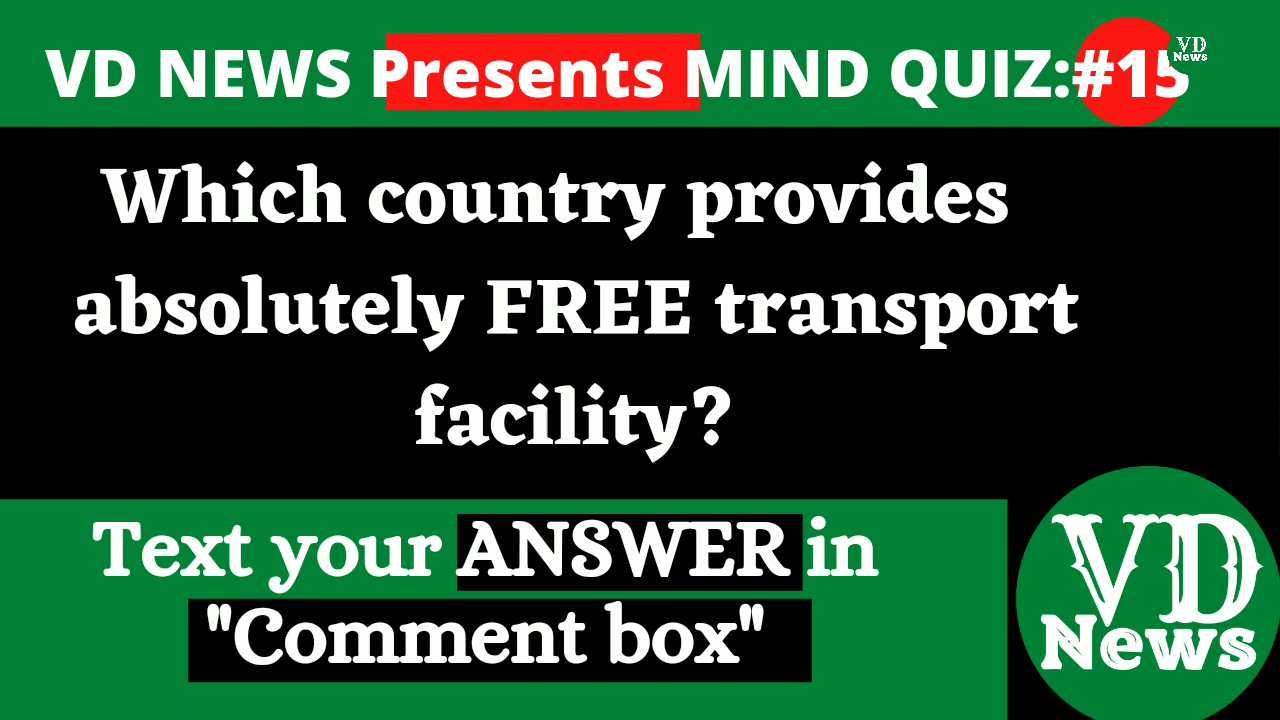 VD NEWS Presents MIND QUIZ:#15
VD
News
Which country provides
absolutely FREE transport
facility?
Text your ANSWER in
"Comment box"
VD
News